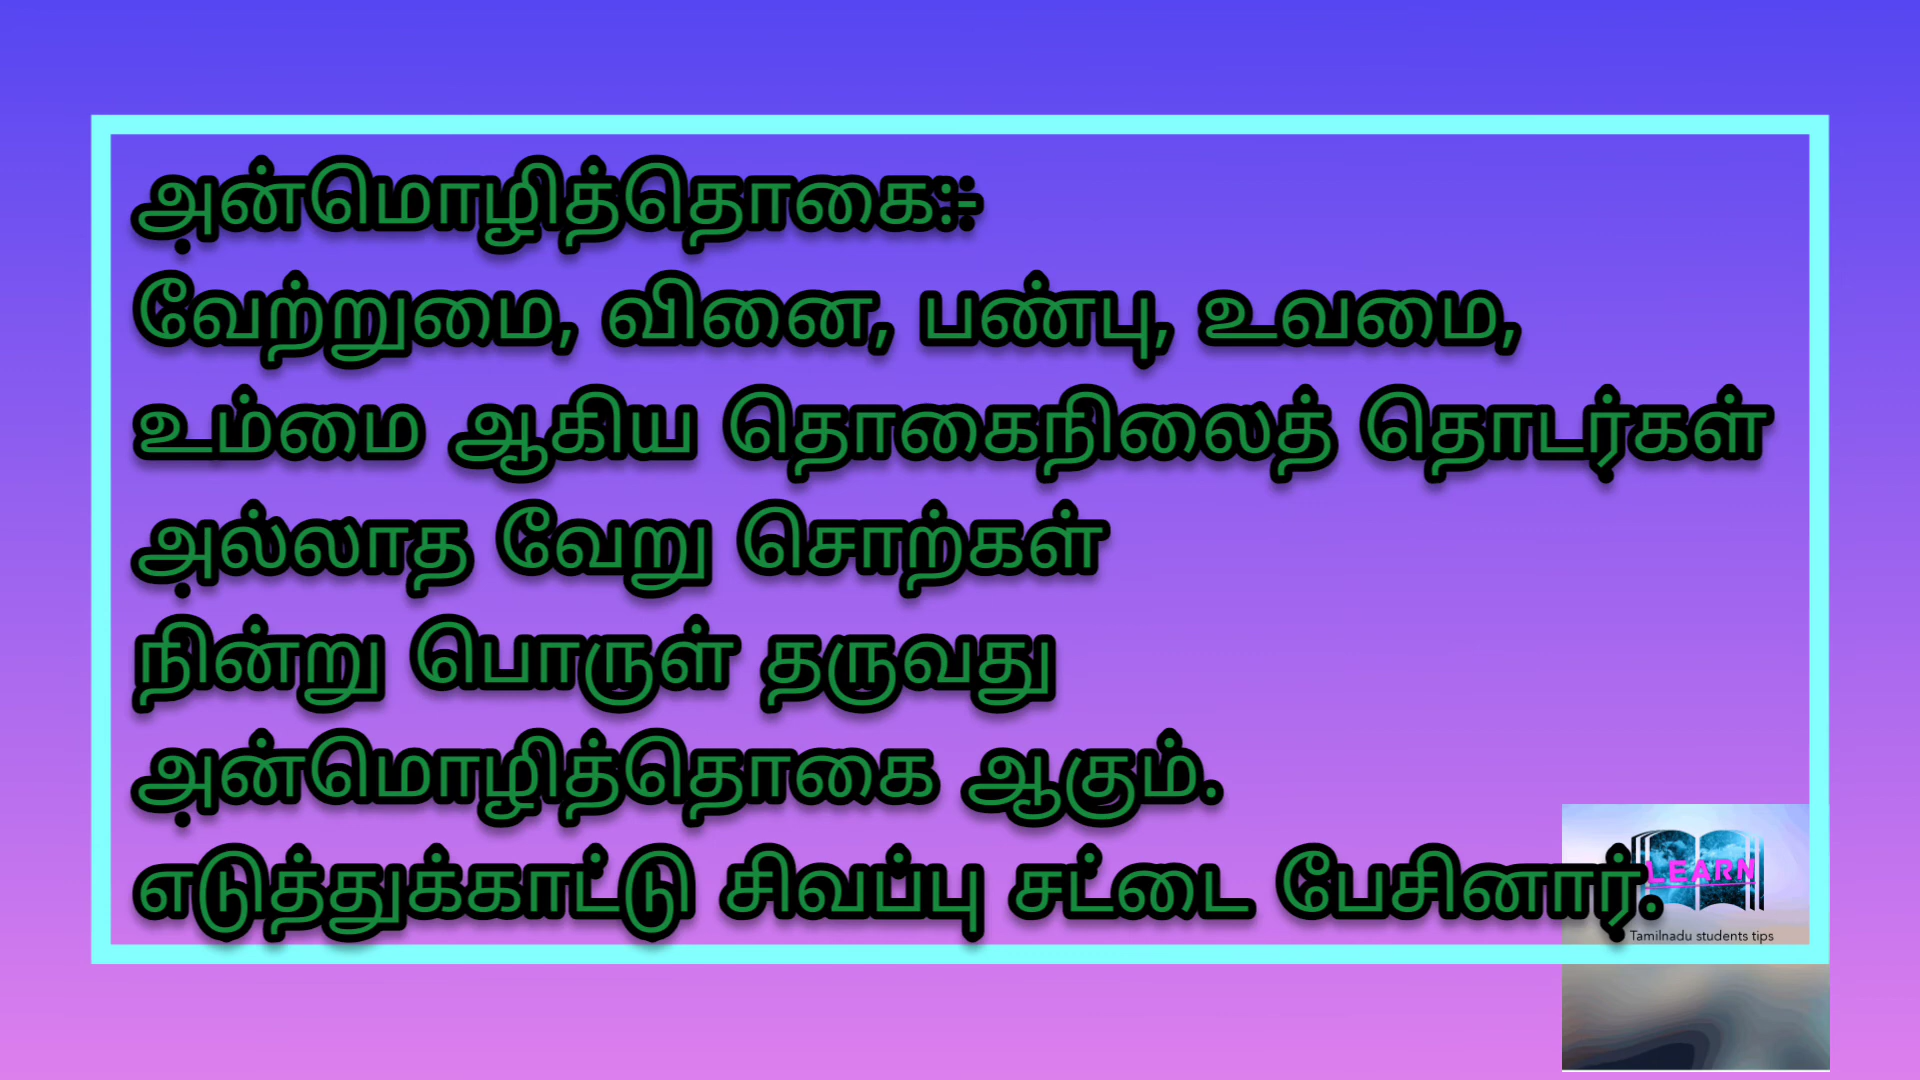 அன்மொழித்தொகை:÷
வேற்றுமை, வினை, பண்பு, உவமை,
உம்மை ஆகிய தொகைநிலைத் தொடர்கள்
அல்லாத வேறு சொற்கள்
நின்று பொருள் தருவது
அன்மொழித்தொகை ஆகும்.
எடுத்துக்காட்டு சிவப்பு சட்டை பேசினார்.
LEARN
Tamilnadu students tips